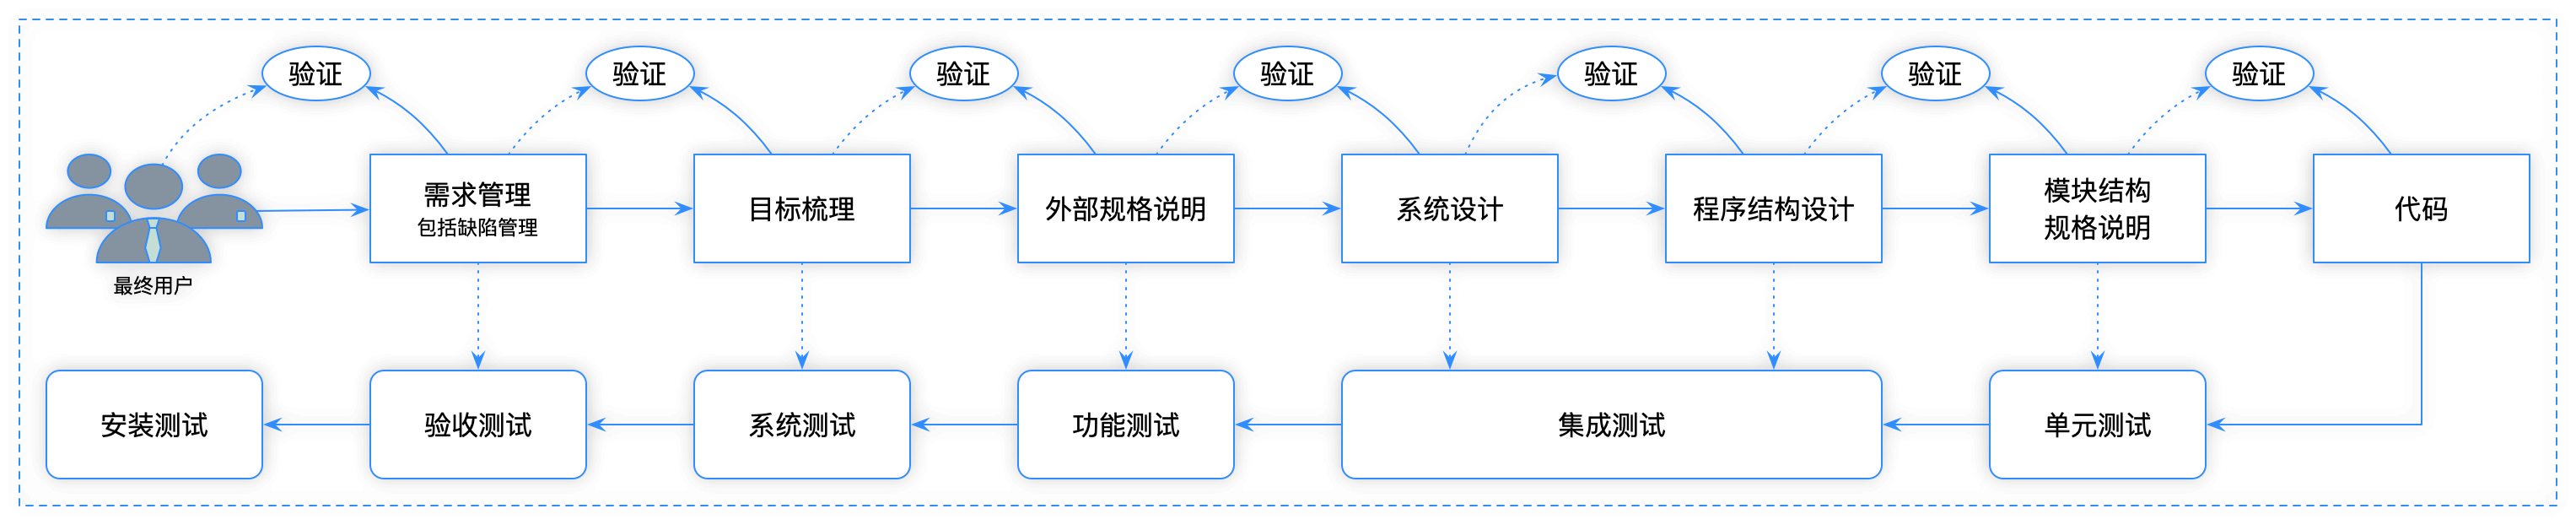 验证
验证
验证
验证
验证
验证
验证
最终用户
需求管理
包括缺陷管理
目标梳理
外部规格说明
系统设计
程序结构设计
模块结构
规格说明
代码
安装测试
验收测试
系统测试
功能测试
集成测试
单元测试